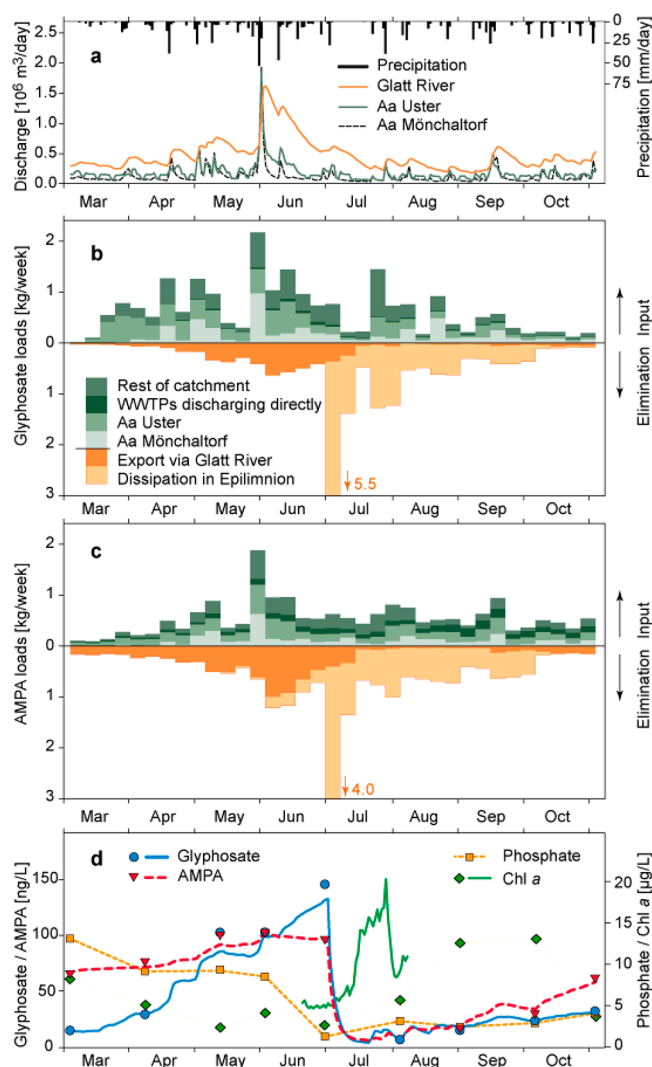 a
Discharge [10⁶ m³/day]
2.5
2.0
1.5
1.0
0.5
0.0
0
25
50
75
Precipitation [mm/day]
Precipitation
Glatt River
Aa Uster
Aa Mönchaltorf
Mar Apr May Jun Jul Aug Sep Oct
b
Glyphosate loads [kg/week]
2
1
0
1
2
3
Input
Elimination
Rest of catchment
WWTPs discharging directly
Aa Uster
Aa Mönchaltorf
Export via Glatt River
Dissipation in Epilimnion
5.5
Mar Apr May Jun Jul Aug Sep Oct
c
AMPA loads [kg/week]
2
1
0
1
2
3
Input
Elimination
4.0
Mar Apr May Jun Jul Aug Sep Oct
d
Glyphosate / AMPA [ng/L]
150
100
50
0
20
15
10
5
0
Phosphate / Chl a [µg/L]
Glyphosate
AMPA
Phosphate
Chl a
Mar Apr May Jun Jul Aug Sep Oct